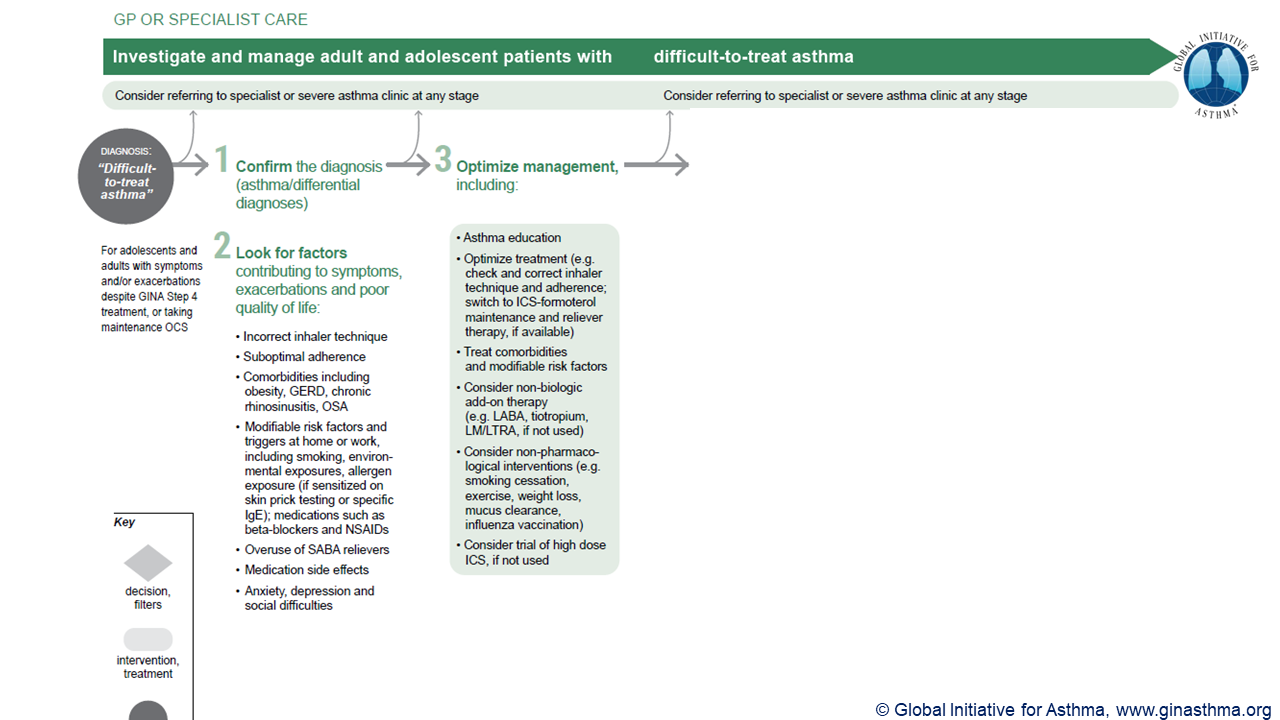 GP OR SPECIALIST CARE
Investigate and manage adult and adolescent patients with difficult-to-treat asthma
Consider referring to specialist or severe asthma clinic at any stage
Consider referring to specialist or severe asthma clinic at any stage
GLOBAL INITIATIVE FOR
ASTHMA
DIAGNOSIS:
“Difficult-
to-treat
asthma”
For adolescents and
adults with symptoms
and/or exacerbations
despite GINA Step 4
treatment, or taking
maintenance OCS
1 Confirm the diagnosis
(asthma/differential
diagnoses)
2 Look for factors
contributing to symptoms,
exacerbations and poor
quality of life:
• Incorrect inhaler technique
• Suboptimal adherence
• Comorbidities including
obesity, GERD, chronic
rhinosinusitis, OSA
• Modifiable risk factors and
triggers at home or work,
including smoking, environ-
mental exposures, allergen
exposure (if sensitized on
skin prick testing or specific
IgE); medications such as
beta-blockers and NSAIDs
• Overuse of SABA relievers
• Medication side effects
• Anxiety, depression and
social difficulties
3 Optimize management,
including:
• Asthma education
• Optimize treatment (e.g.
check and correct inhaler
technique and adherence;
switch to ICS-formoterol
maintenance and reliever
therapy, if available)
• Treat comorbidities
and modifiable risk factors
• Consider non-biologic
add-on therapy
(e.g. LABA, tiotropium,
LM/LTRA, if not used)
• Consider non-pharmaco-
logical interventions (e.g.
smoking cessation,
exercise, weight loss,
mucus clearance,
influenza vaccination)
• Consider trial of high dose
ICS, if not used
Key
decision,
filters
intervention,
treatment
© Global Initiative for Asthma, www.ginasthma.org